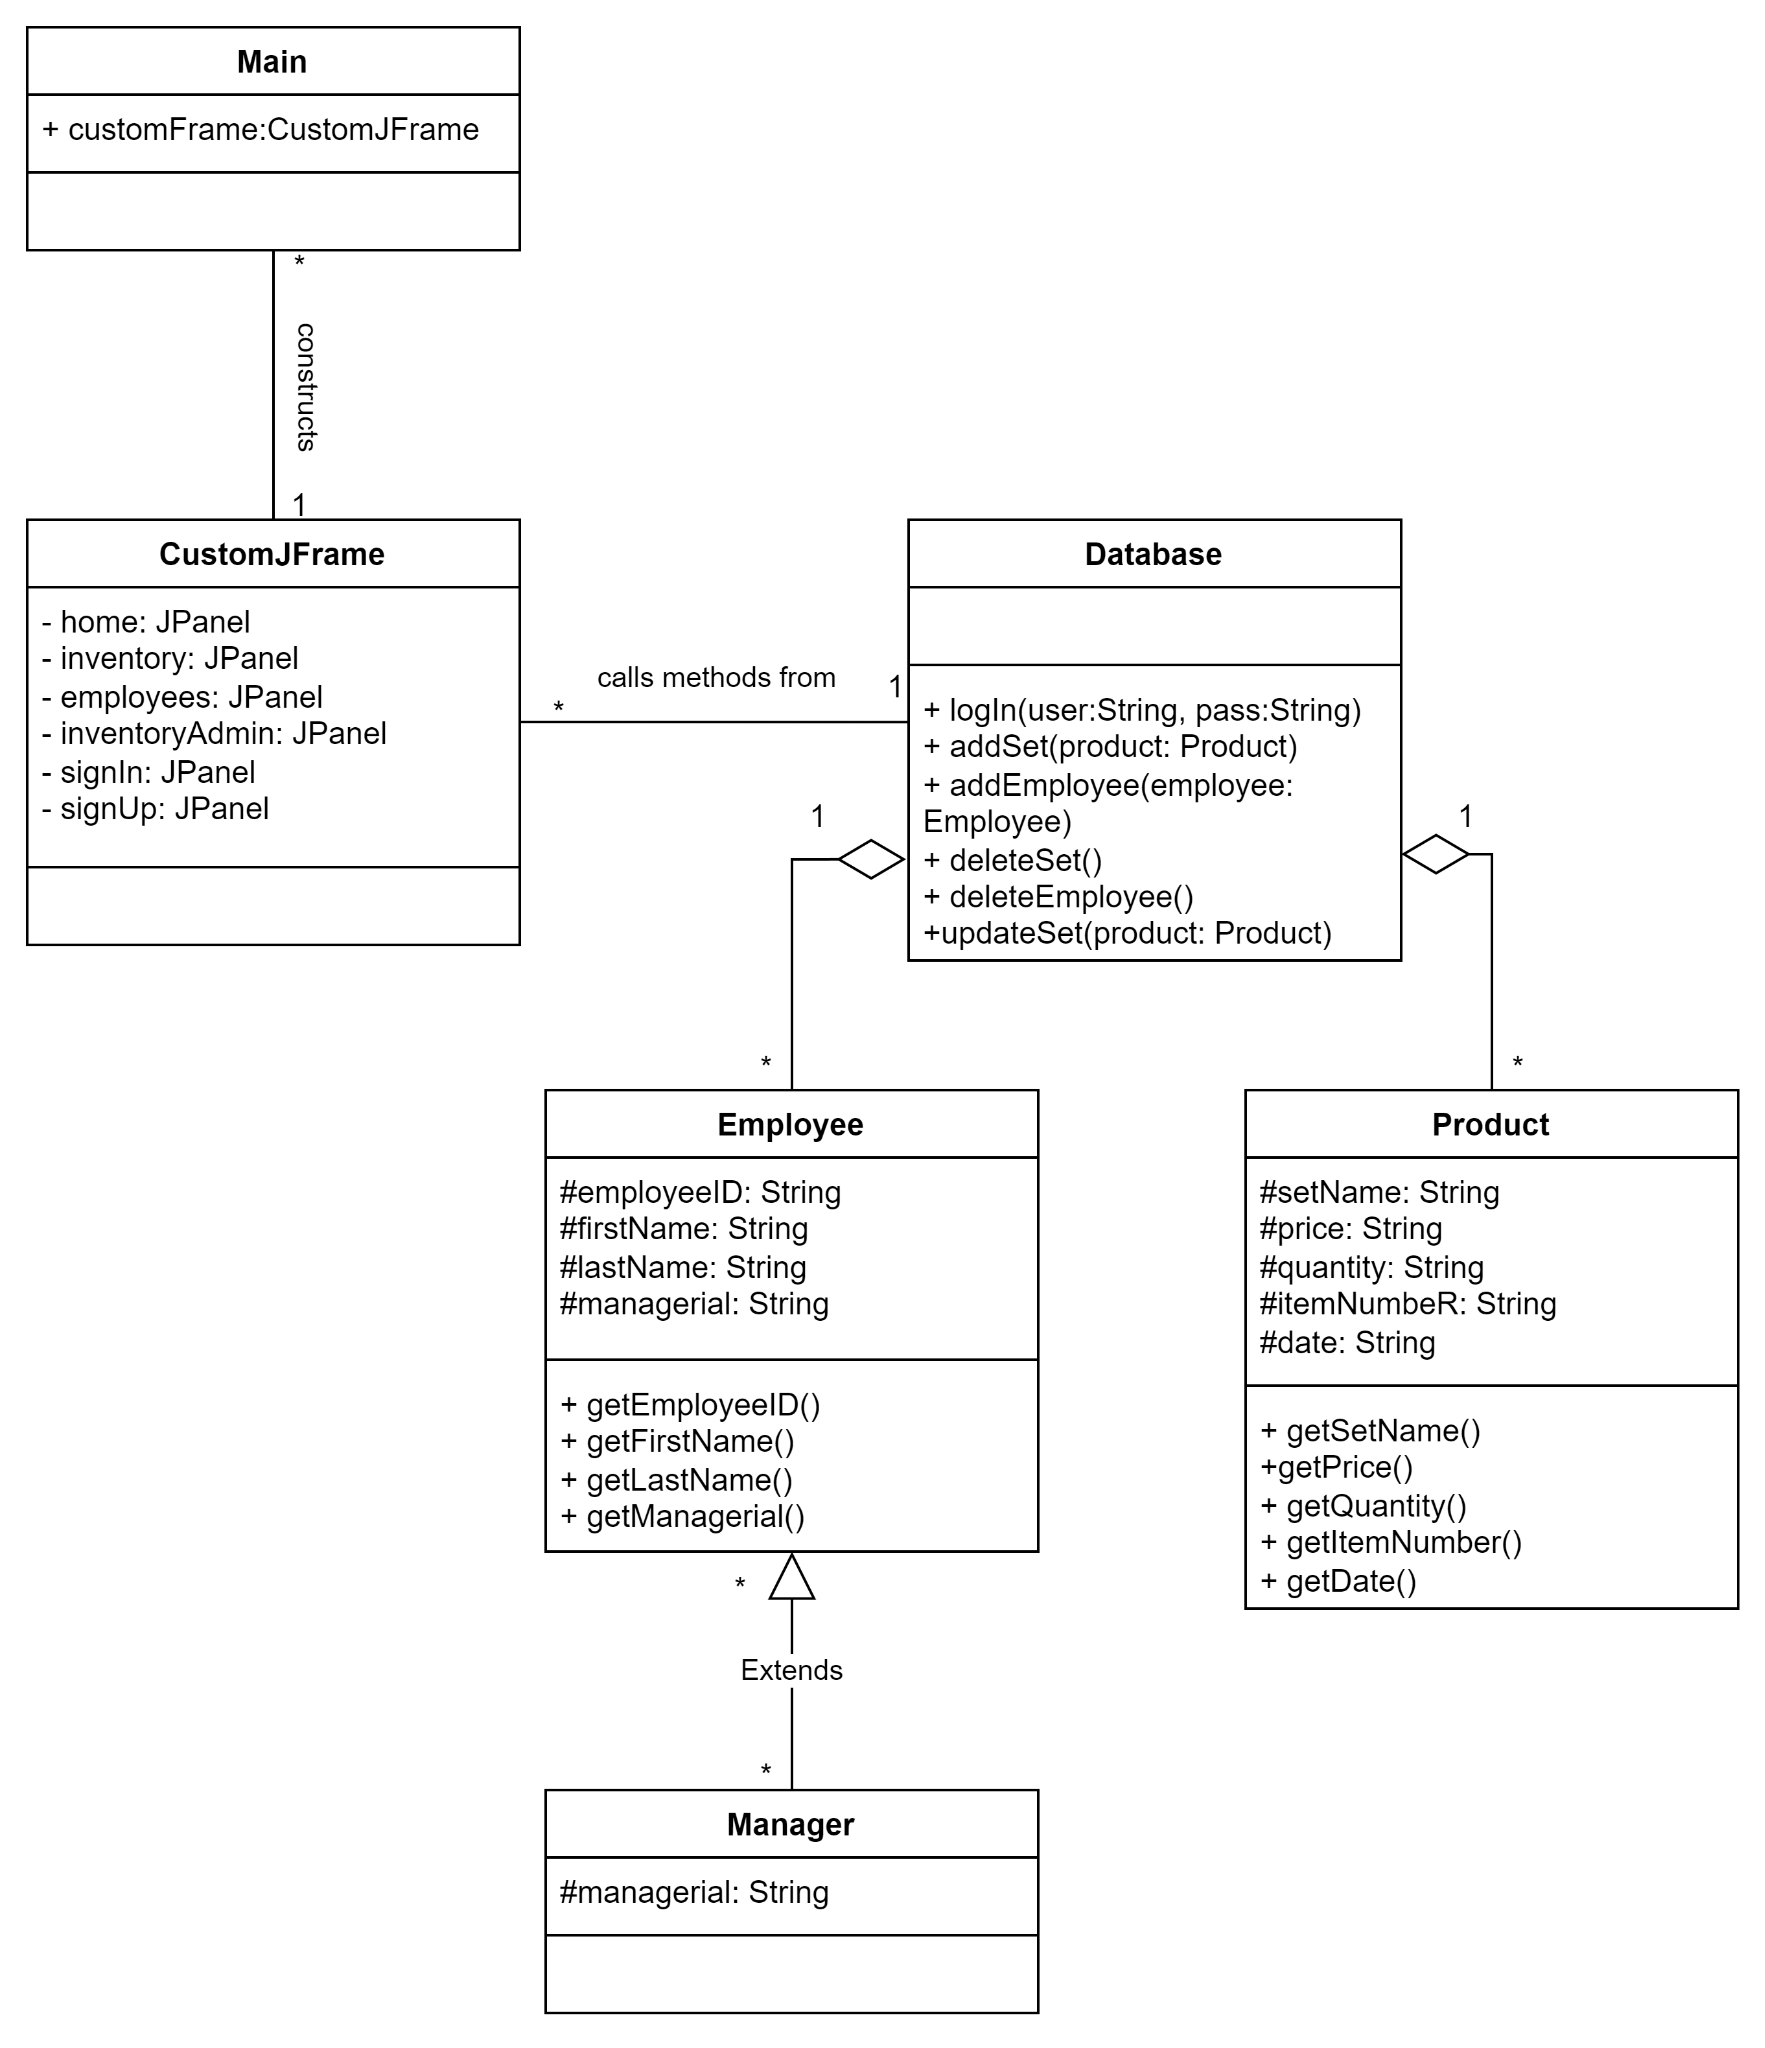 Main
+ customFrame:CustomJFrame
*
constructs
1
CustomJFrame
- home: JPanel
- inventory: JPanel
- employees: JPanel
- inventoryAdmin: JPanel
- signIn: JPanel
- signUp: JPanel
calls methods from
*
1
Database
+ logIn(user:String, pass:String)
+ addSet(product: Product)
+ addEmployee(employee:
Employee)
+ deleteSet()
+ deleteEmployee()
+updateSet(product: Product)
1
*
1
*
Employee
#employeeID: String
#firstName: String
#lastName: String
#managerial: String
+ getEmployeeID()
+ getFirstName()
+ getLastName()
+ getManagerial()
Product
#setName: String
#price: String
#quantity: String
#itemNumbeR: String
#date: String
+ getSetName()
+getPrice()
+ getQuantity()
+ getItemNumber()
+ getDate()
*
Extends
*
Manager
#managerial: String